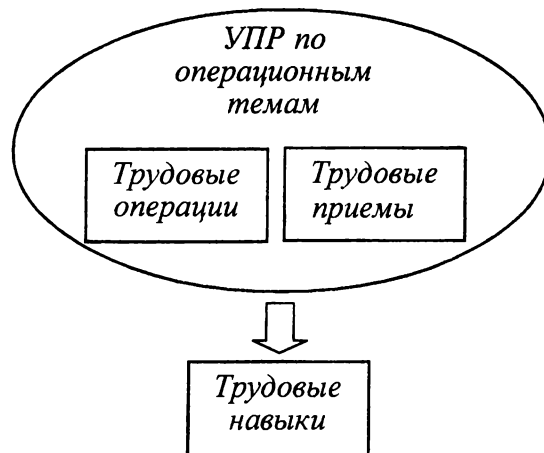 УПР по
операционным
темам
Трудовые
операции
Трудовые
приемы
Трудовые
навыки